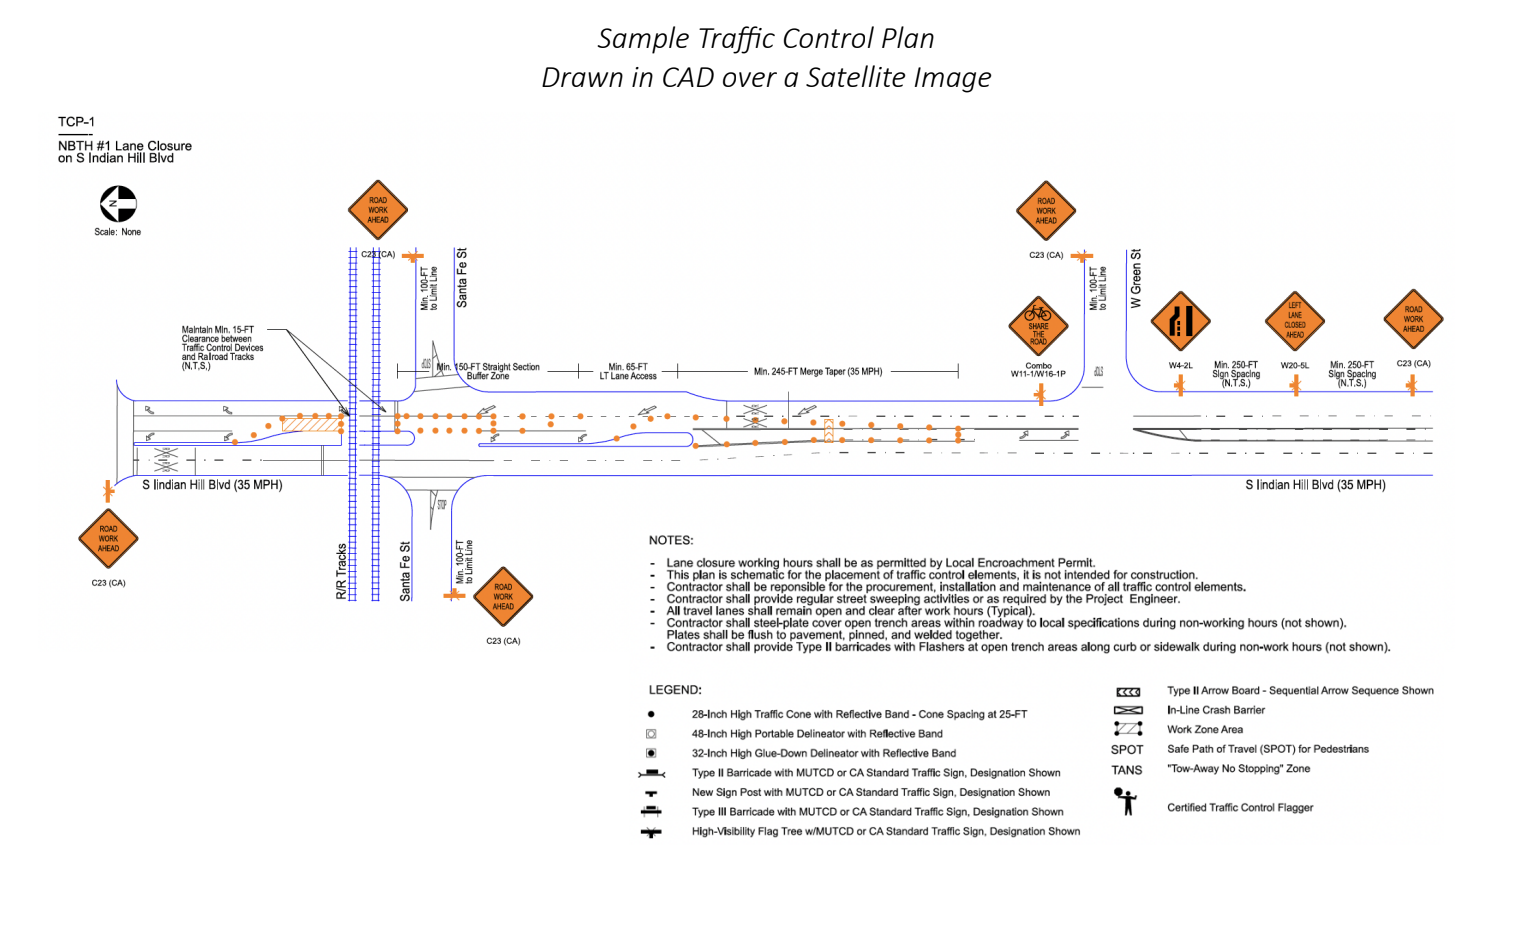 Sample Traffic Control Plan
Drawn in CAD over a Satellite Image
TCP-1
NBTH #1 Lane Closure
on S Indian Hill Blvd
N
Scale: None
ROAD
WORK
AHEAD
C23 (CA)
Min. 100-FT
to Limit Line
Santa Fe St
ROAD
WORK
AHEAD
C23 (CA)
Min. 100-FT
to Limit Line
W Green St
SHARE
THE
ROAD
Combo
W11-1/W16-1P
W4-2L
Min. 250-FT
Sign Spacing
(N.T.S.)
LEFT
LANE
CLOSED
AHEAD
W20-5L
Min. 250-FT
Sign Spacing
(N.T.S.)
ROAD
WORK
AHEAD
C23 (CA)
Maintain Min. 15-FT
Clearance between
Traffic Control Devices
and Railroad Tracks
(N.T.S.)
STOP
Min. 150-FT Straight Section
Buffer Zone
Min. 65-FT
LT Lane Access
Min. 245-FT Merge Taper (35 MPH)
STOP
S Iindian Hill Blvd (35 MPH)
S Iindian Hill Blvd (35 MPH)
ROAD
WORK
AHEAD
C23 (CA)
R/R Tracks
Santa Fe St
STOP
Min. 100-FT
to Limit Line
ROAD
WORK
AHEAD
C23 (CA)
NOTES:
- Lane closure working hours shall be as permitted by Local Encroachment Permit.
- This plan is schematic for the placement of traffic control elements, it is not intended for construction.
- Contractor shall be reponsible for the procurement, installation and maintenance of all traffic control elements.
- Contractor shall provide regular street sweeping activities or as required by the Project Engineer.
- All travel lanes shall remain open and clear after work hours (Typical).
- Contractor shall steel-plate cover open trench areas within roadway to local specifications during non-working hours (not shown).
Plates shall be flush to pavement, pinned, and welded together.
- Contractor shall provide Type II barricades with Flashers at open trench areas along curb or sidewalk during non-work hours (not shown).
LEGEND:
28-Inch High Traffic Cone with Reflective Band - Cone Spacing at 25-FT
48-Inch High Portable Delineator with Reflective Band
32-Inch High Glue-Down Delineator with Reflective Band
Type II Barricade with MUTCD or CA Standard Traffic Sign, Designation Shown
New Sign Post with MUTCD or CA Standard Traffic Sign, Designation Shown
Type III Barricade with MUTCD or CA Standard Traffic Sign, Designation Shown
High-Visibility Flag Tree w/MUTCD or CA Standard Traffic Sign, Designation Shown
Type II Arrow Board - Sequential Arrow Sequence Shown
In-Line Crash Barrier
Work Zone Area
SPOT Safe Path of Travel (SPOT) for Pedestrians
TANS "Tow-Away No Stopping" Zone
Certified Traffic Control Flagger